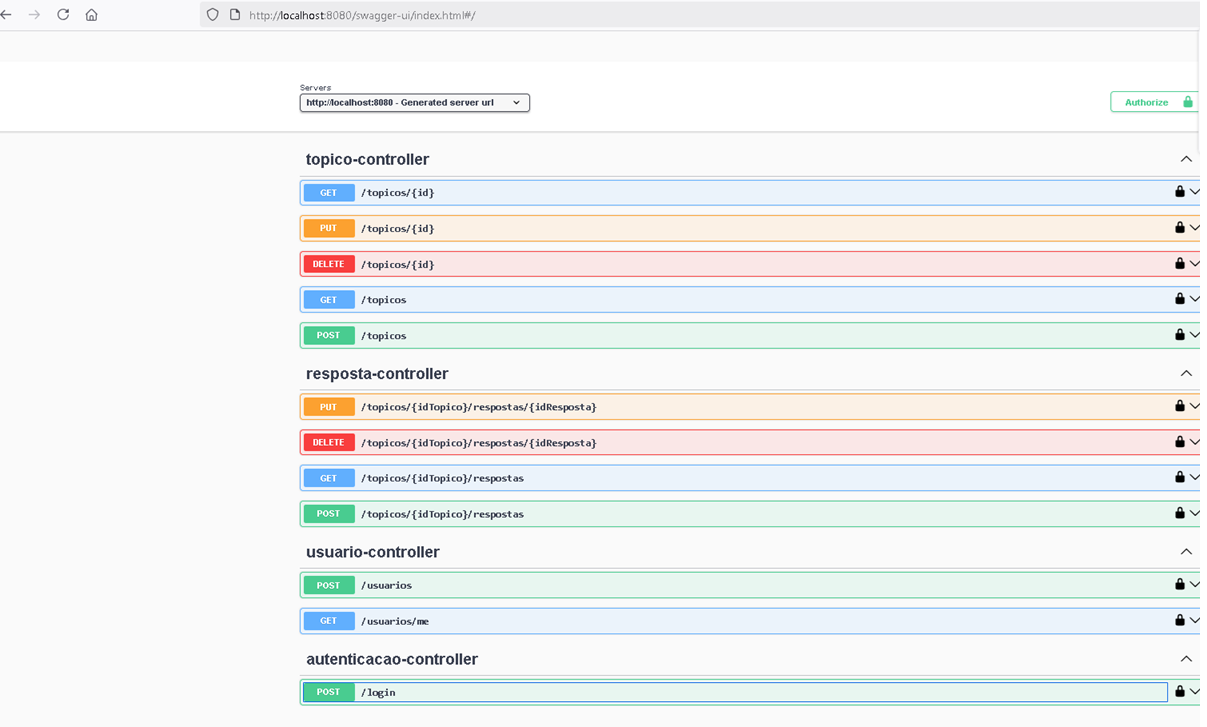 http://localhost:8080/swagger-ui/index.html#/
Servers
http://localhost:8080 - Generated server url
Authorize
topico-controller
GET /topicos/{id}
PUT /topicos/{id}
DELETE /topicos/{id}
GET /topicos
POST /topicos
resposta-controller
PUT /topicos/{idTopico}/respostas/{idResposta}
DELETE /topicos/{idTopico}/respostas/{idResposta}
GET /topicos/{idTopico}/respostas
POST /topicos/{idTopico}/respostas
usuario-controller
POST /usuarios
GET /usuarios/me
autenticacao-controller
POST /login